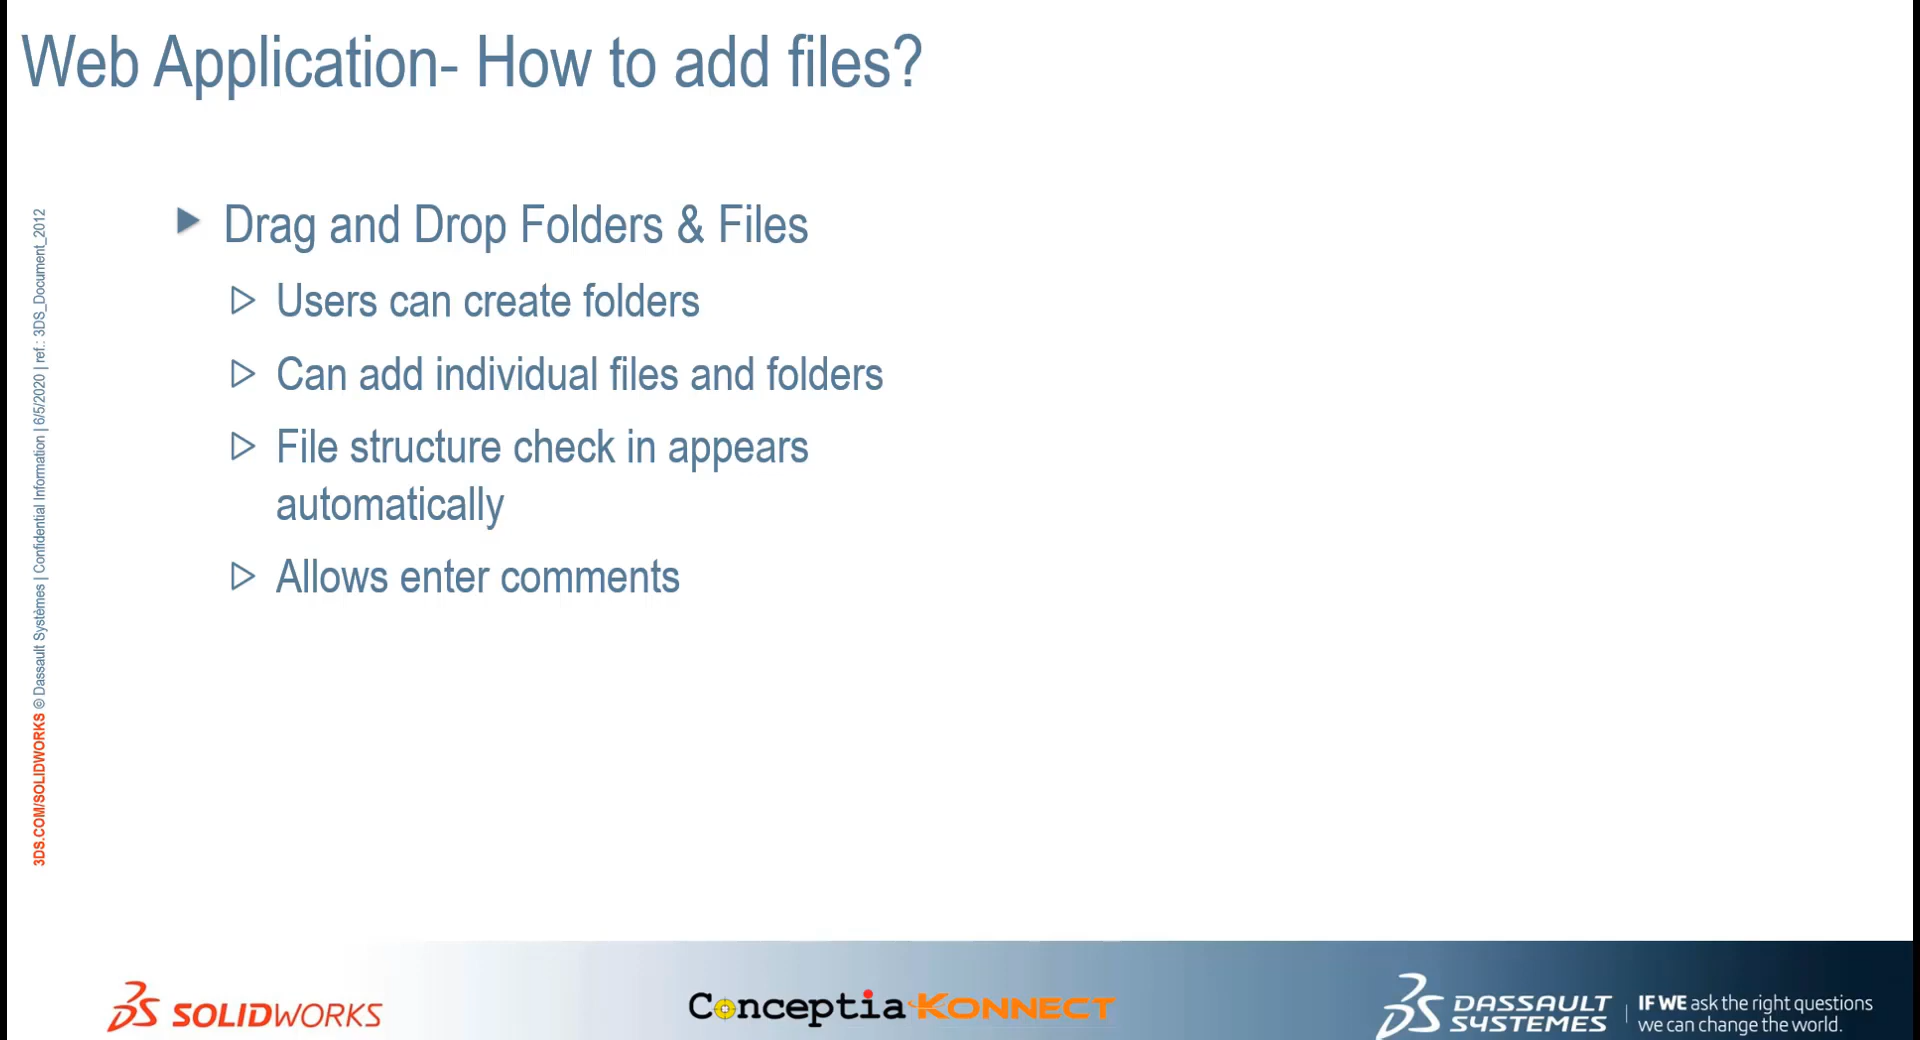 Web Application- How to add files?
Drag and Drop Folders & Files
Users can create folders
Can add individual files and folders
File structure check in appears
automatically
Allows enter comments
3DS.COM/SOLIDWORKS © Dassault Systèmes | Confidential Information | 6/5/2020 | ref.: 3DS_Document_2012
SOLIDWORKS
Conceptia KONNECT
DASSAULT
SYSTEMES
IF WE ask the right questions
we can change the world.